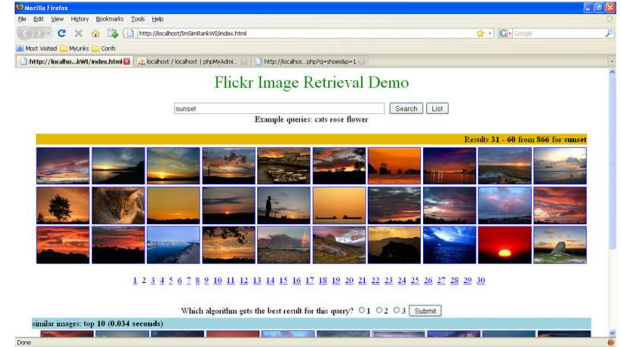 Mozilla Firefox
File Edit View History Bookmarks Tools Help
http://localhost/ImSimRankWI/index.html
Google
Most Visited MyLinks Confs
http://localho...kWI/index.html localhost / localhost | phpMyAdmi... http://localhos...php?q=shoes&p=1
Flickr Image Retrieval Demo
sunset Search List
Example queries: cats rose flower
Results 31 - 60 from 866 for sunset
1 2 3 4 5 6 7 8 9 10 11 12 13 14 15 16 17 18 19 20 21 22 23 24 25 26 27 28 29 30
Which algorithm gets the best result for this query? 1 2 3 Submit
similar images: top 10 (0.034 seconds)
Done